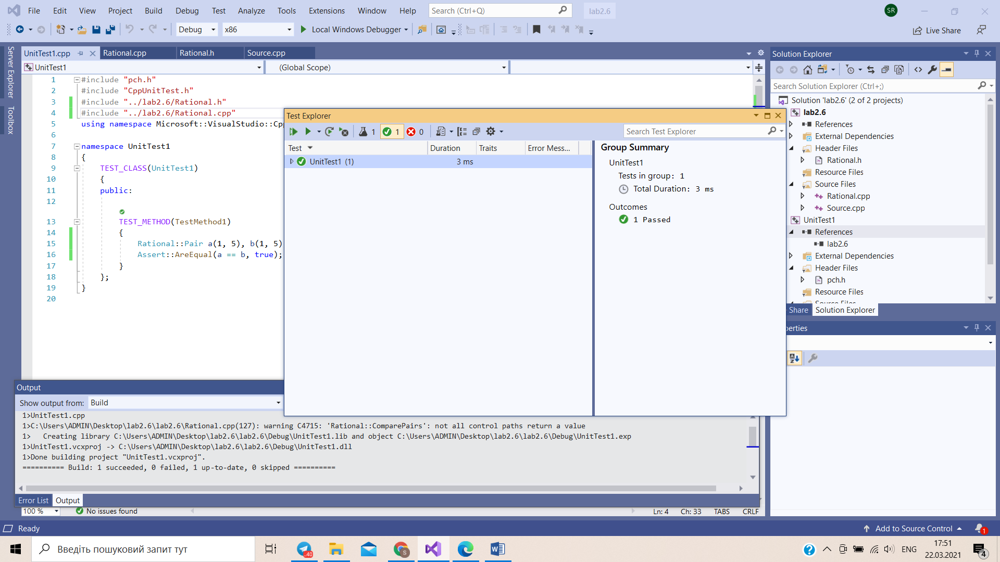 File Edit View Project Build Debug Test Analyze Tools Extensions Window Help Search (Ctrl+Q) lab2.6 SR
Debug x86 Local Windows Debugger Live Share
Server Explorer
Toolbox
UnitTest1.cpp Rational.cpp Rational.h Source.cpp
UnitTest1 (Global Scope)
1 #include "pch.h"
2 #include "CppUnitTest.h"
3 #include "../lab2.6/Rational.h"
4 #include "../lab2.6/Rational.cpp"
5 using namespace Microsoft::VisualStudio::Cpp
6
7 namespace UnitTest1
8 {
9 TEST_CLASS(UnitTest1)
10 {
11 public:
12
13 TEST_METHOD(TestMethod1)
14 {
15 Rational::Pair a(1, 5), b(1, 5)
16 Assert::AreEqual(a == b, true);
17 }
18 };
19 }
20
Test Explorer
1 1 0 Search Test Explorer
Test Duration Traits Error Mess...
UnitTest1 (1) 3 ms
Group Summary
UnitTest1
Tests in group: 1
Total Duration: 3 ms
Outcomes
1 Passed
Solution Explorer
Search Solution Explorer (Ctrl+;)
Solution 'lab2.6' (2 of 2 projects)
lab2.6
References
External Dependencies
Header Files
Rational.h
Resource Files
Source Files
Rational.cpp
Source.cpp
UnitTest1
References
lab2.6
External Dependencies
Header Files
pch.h
Resource Files
Source Files
Share Solution Explorer
perties
Output
Show output from: Build
1>UnitTest1.cpp
1>C:\Users\ADMIN\Desktop\lab2.6\lab2.6\Rational.cpp(127): warning C4715: 'Rational::ComparePairs': not all control paths return a value
1> Creating library C:\Users\ADMIN\Desktop\lab2.6\lab2.6\Debug\UnitTest1.lib and object C:\Users\ADMIN\Desktop\lab2.6\lab2.6\Debug\UnitTest1.exp
1>UnitTest1.vcxproj -> C:\Users\ADMIN\Desktop\lab2.6\lab2.6\Debug\UnitTest1.dll
1>Done building project "UnitTest1.vcxproj".
========== Build: 1 succeeded, 0 failed, 1 up-to-date, 0 skipped ==========
Error List Output
100 % No issues found Ln: 4 Ch: 33 TABS CRLF
Ready Add to Source Control 1
Введіть пошуковий запит тут 40 S ENG 17:51
22.03.2021 4